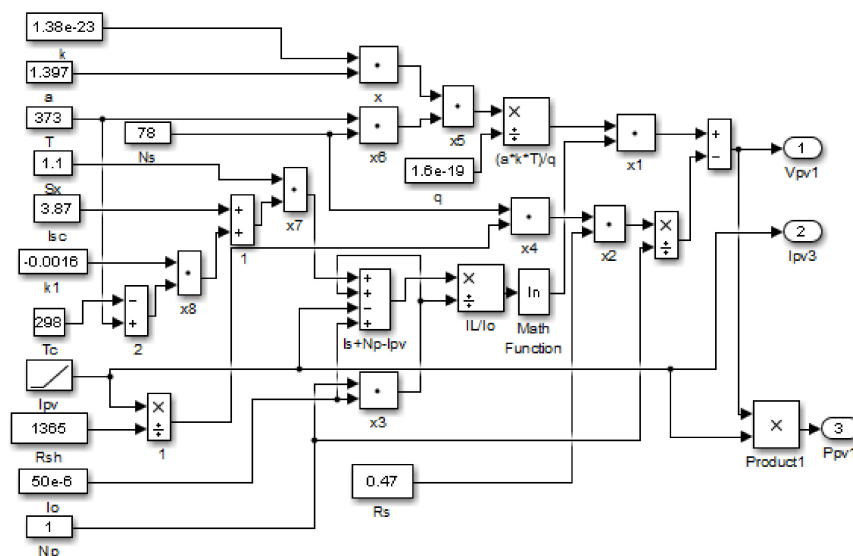 1.38e-23
k
1.397
a
x
373
T
78
Ns
x6
x5
×
÷
(a*k*T)/q
x1
+
−
1
Vpv1
1.1
Sx
1.6e-19
q
3.87
Isc
+
+
1
x7
x4
x2
×
÷
2
Ipv3
-0.0016
k1
x8
−
+
2
298
Tc
+
+
−
+
Is+Np-Ipv
×
÷
IL/Io
ln
Math
Function
Ipv
×
÷
1
x3
1365
Rsh
×
Product1
3
Ppv1
50e-6
Io
0.47
Rs
1
Np